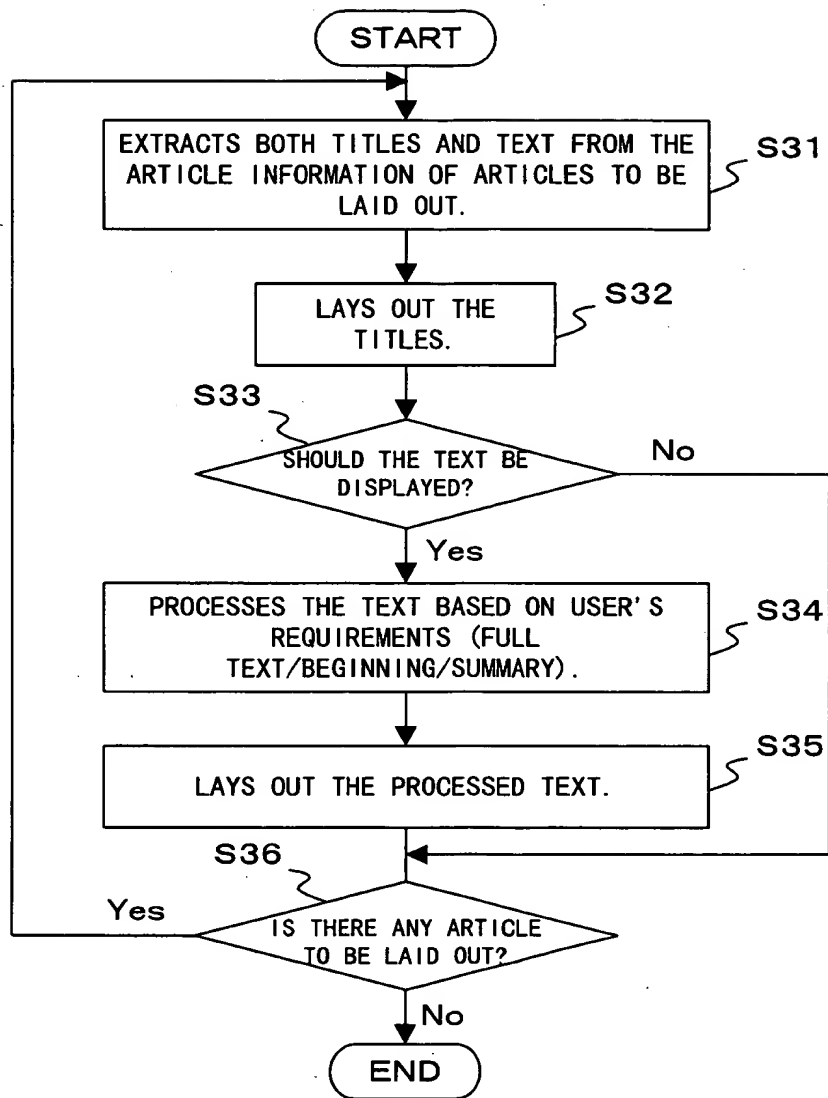 START
EXTRACTS BOTH TITLES AND TEXT FROM THE
ARTICLE INFORMATION OF ARTICLES TO BE
LAID OUT.
S31
LAYS OUT THE
TITLES.
S32
S33
SHOULD THE TEXT BE
DISPLAYED?
No
Yes
PROCESSES THE TEXT BASED ON USER'S
REQUIREMENTS (FULL
TEXT/BEGINNING/SUMMARY).
S34
LAYS OUT THE PROCESSED TEXT.
S35
S36
Yes
IS THERE ANY ARTICLE
TO BE LAID OUT?
No
END